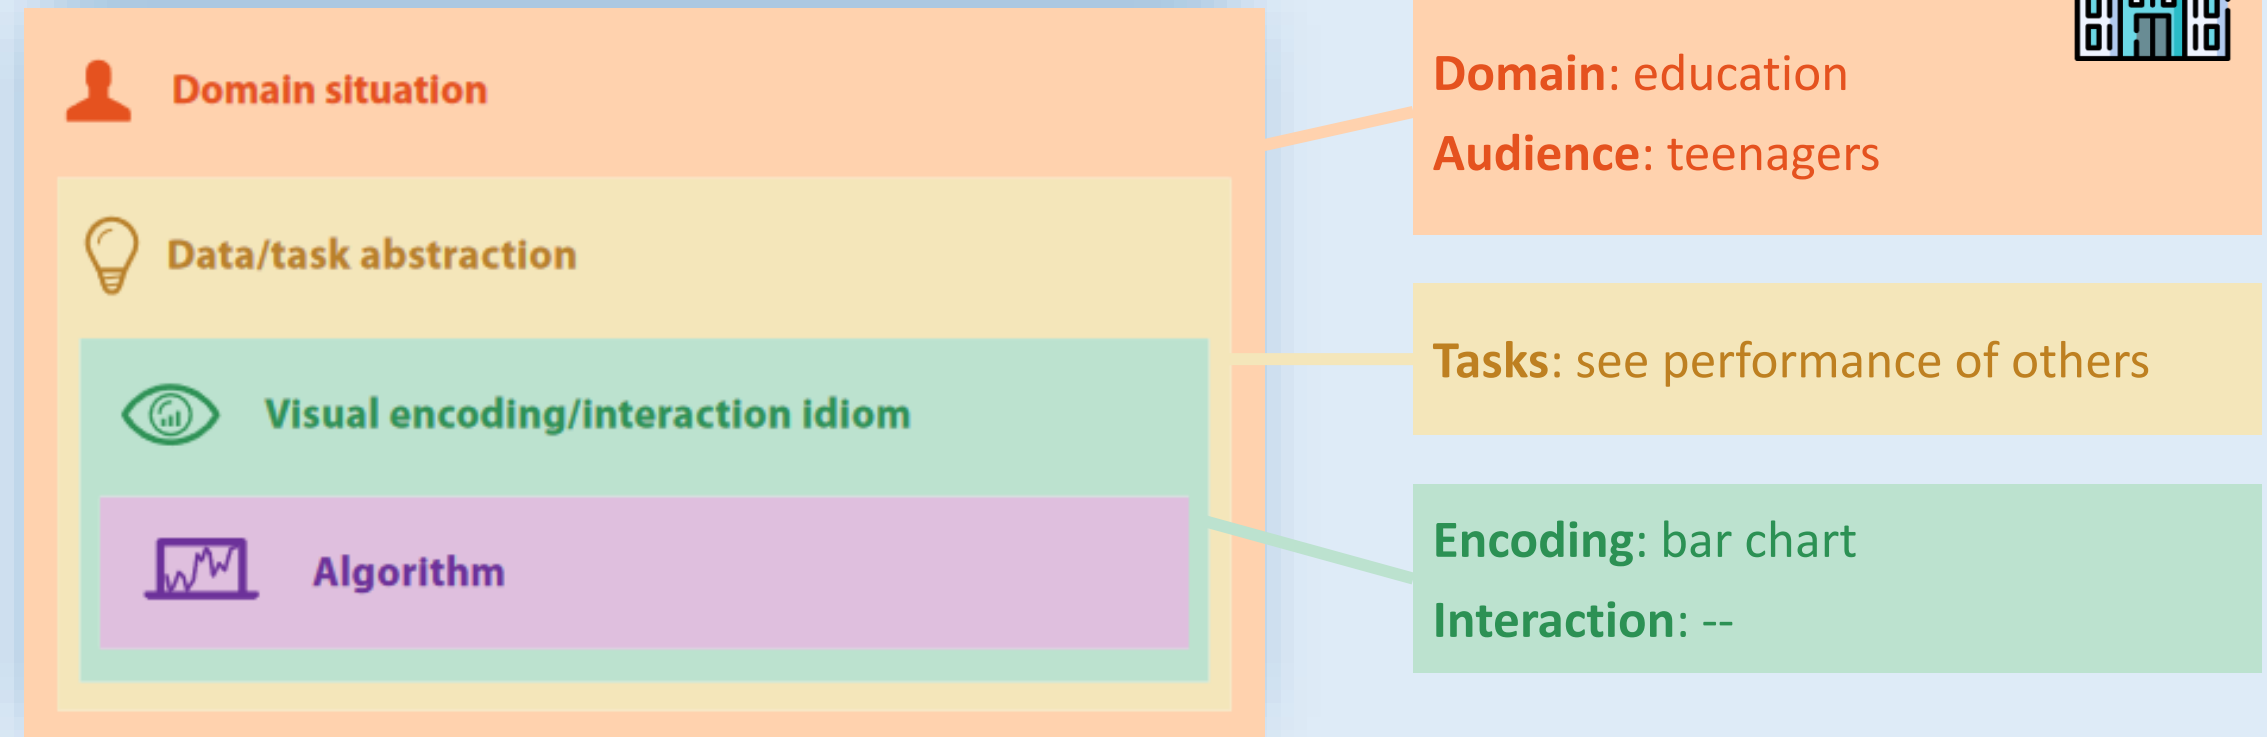 Domain situation
Data/task abstraction
Visual encoding/interaction idiom
Algorithm
Domain: education
Audience: teenagers
Tasks: see performance of others
Encoding: bar chart
Interaction: --